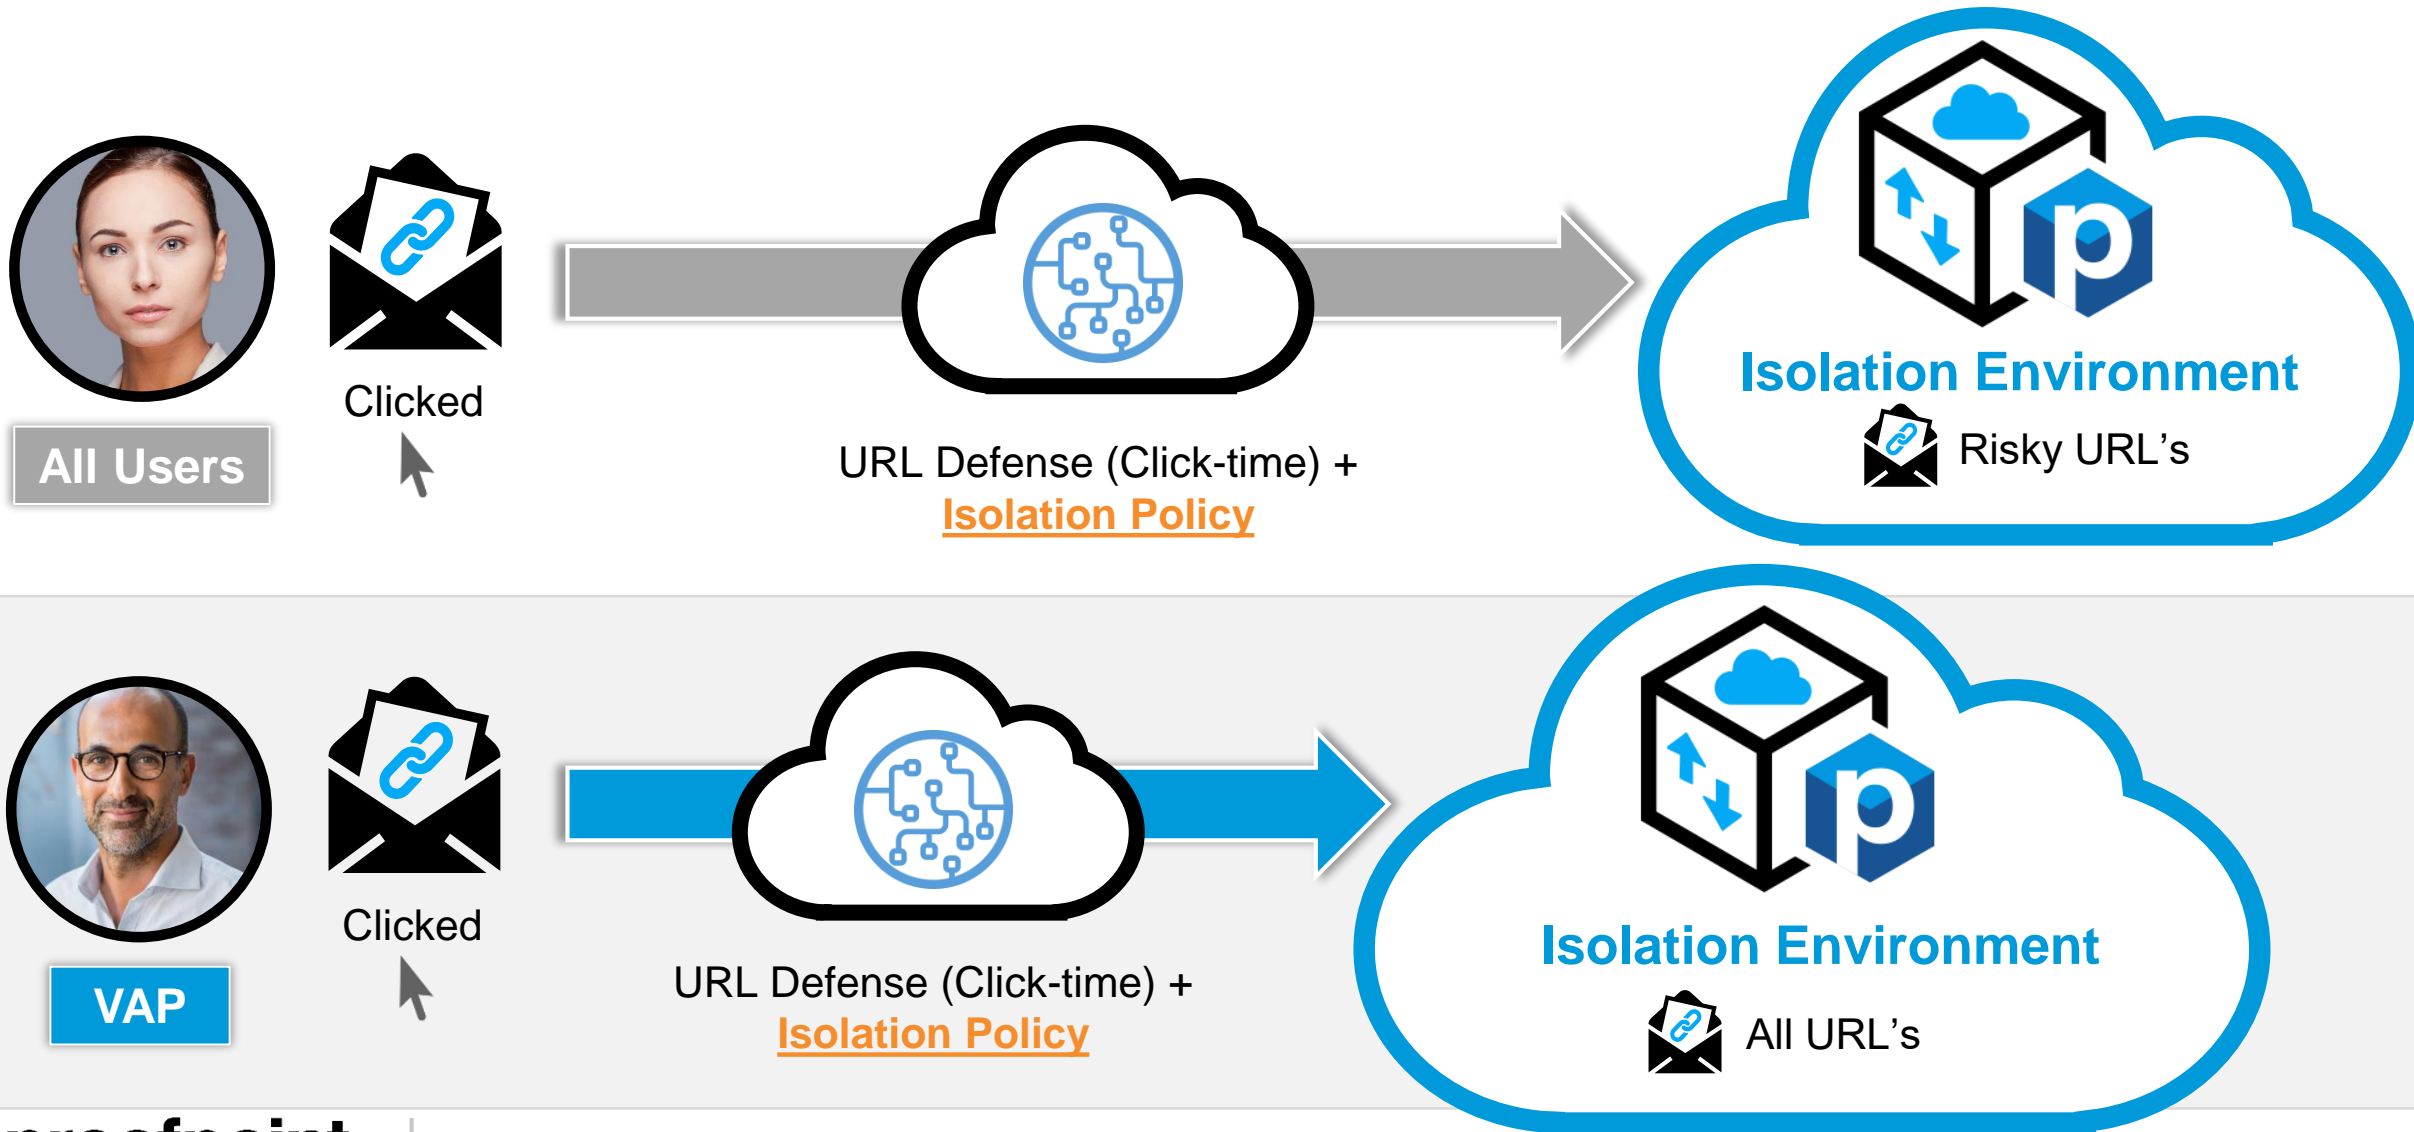 Clicked
All Users
URL Defense (Click-time) +
Isolation Policy
p
Isolation Environment
Risky URL’s
Clicked
VAP
URL Defense (Click-time) +
Isolation Policy
p
Isolation Environment
All URL’s
proofpoint